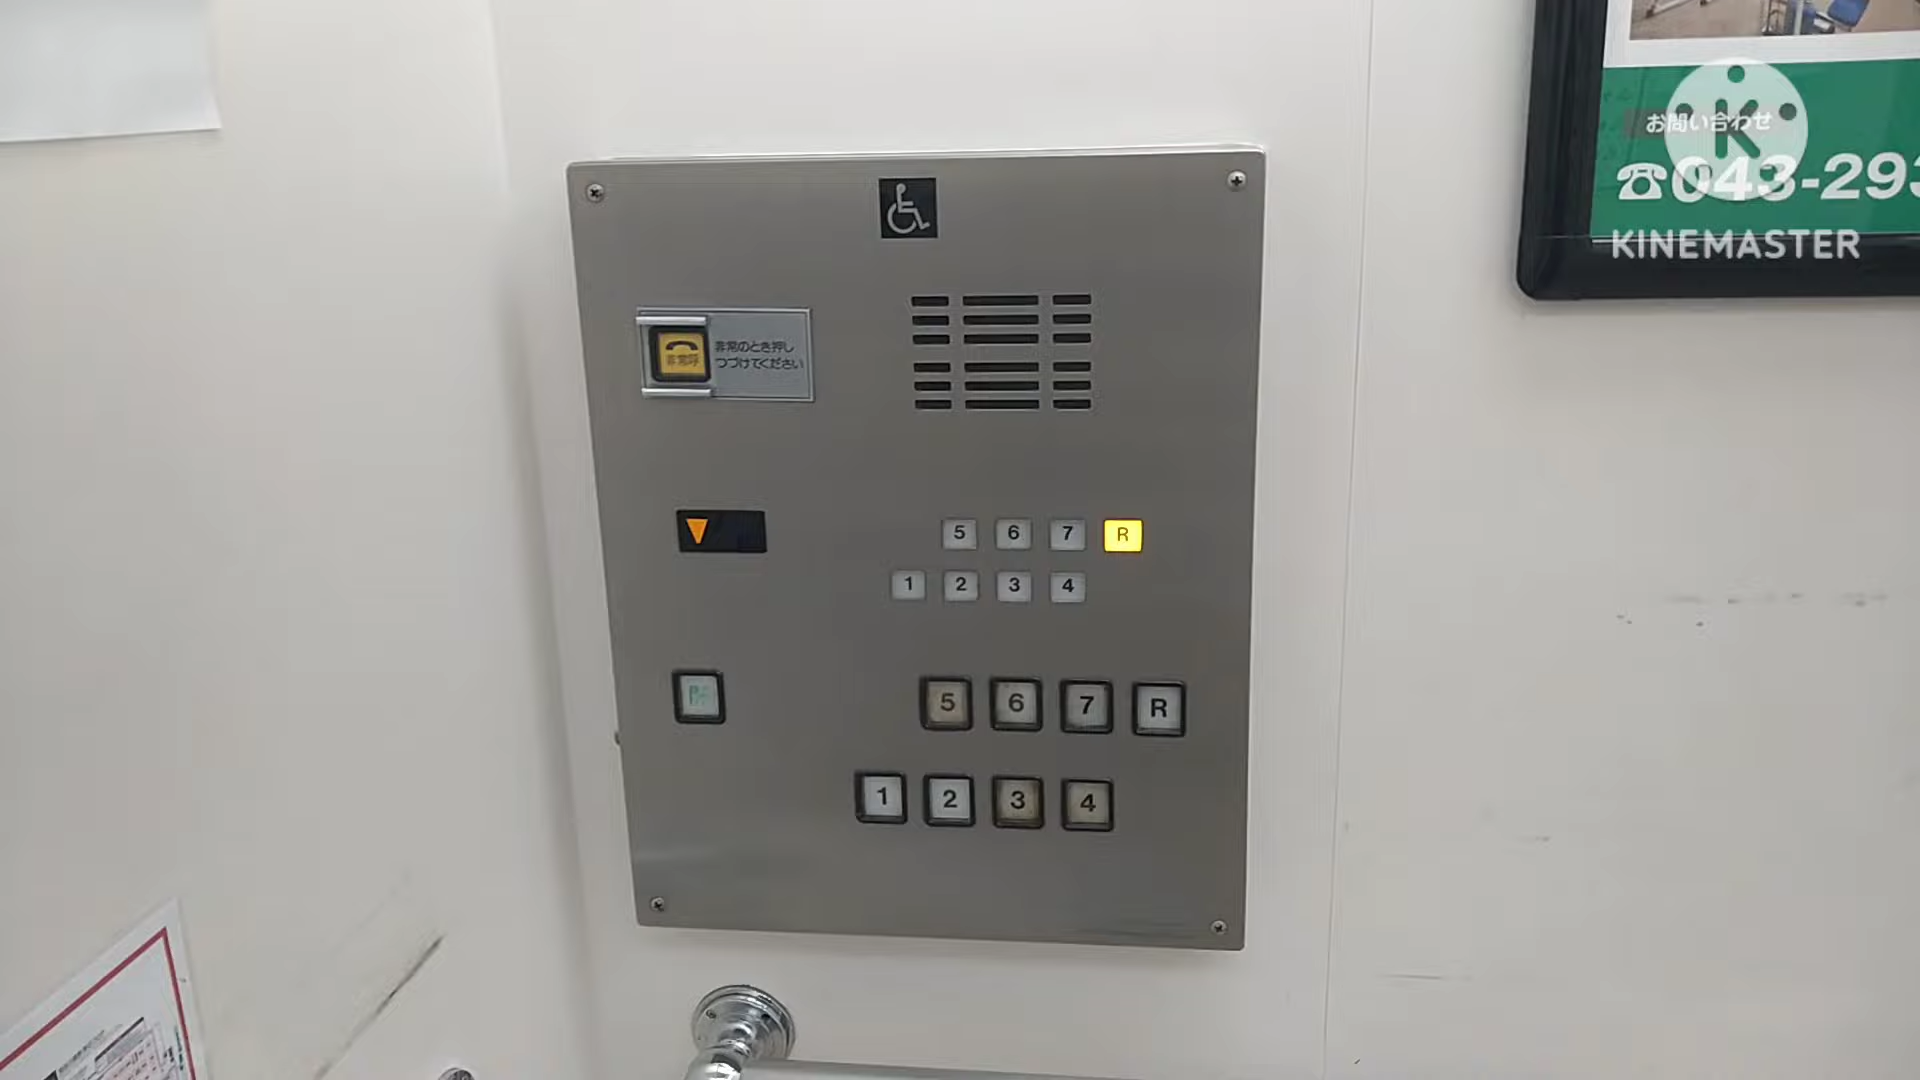 お問い合わせ
☎043-293
KINEMASTER
非常呼
非常のとき押し
つづけてください
5 6 7 R
1 2 3 4
5 6 7 R
1 2 3 4